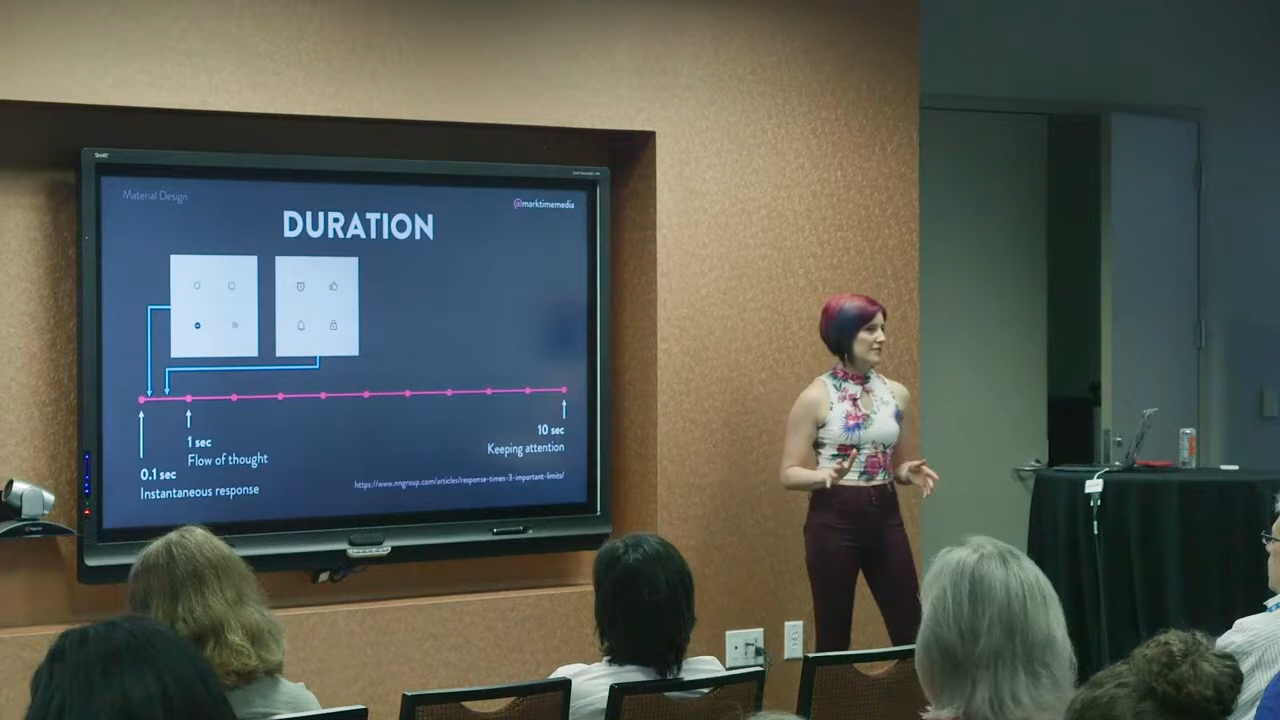 SMART
Material Design
@marktimemedia
DURATION
1 sec
Flow of thought
0.1 sec
Instantaneous response
10 sec
Keeping attention
https://www.nngroup.com/articles/response-times-3-important-limits/